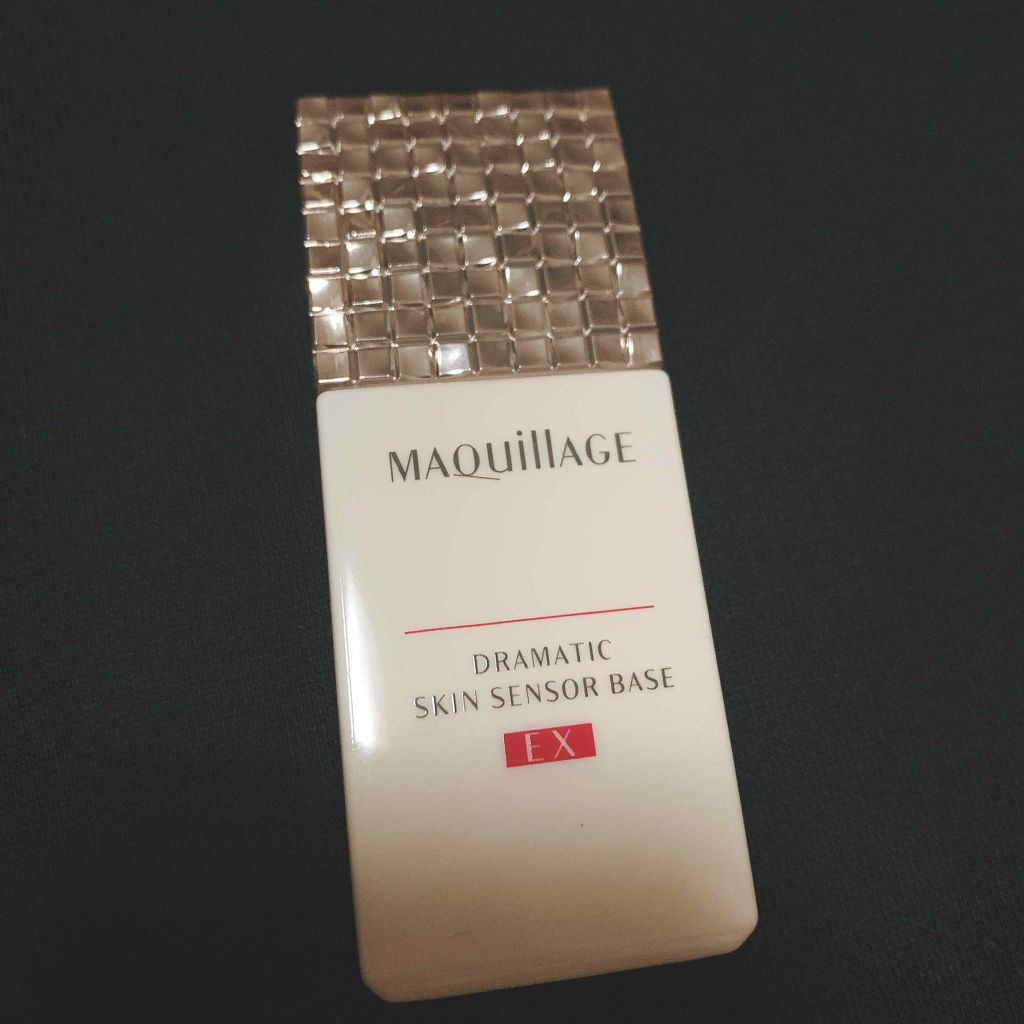 MAQuillAGE
DRAMATIC
SKIN SENSOR BASE
EX